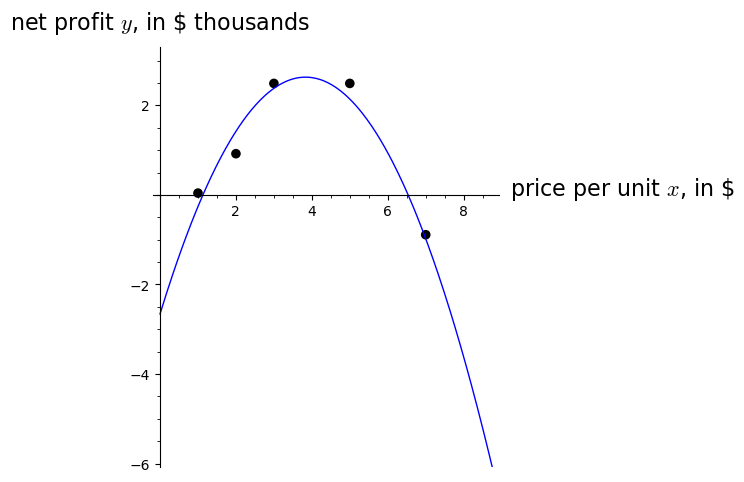 net profit y, in $ thousands
2
price per unit x, in $
2 4 6 8
−2
−4
−6